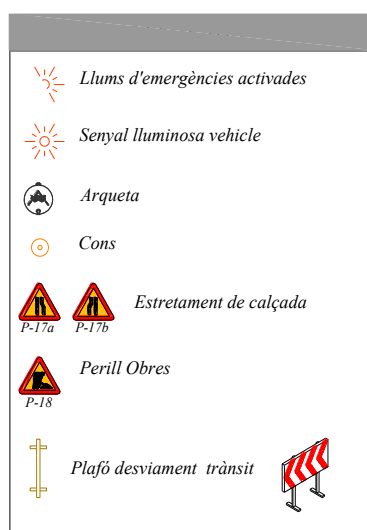 Llums d'emergències activades
Senyal lluminosa vehicle
Arqueta
Cons
Estretament de calçada
P-17a P-17b
Perill Obres
P-18
Plafó desviament trànsit